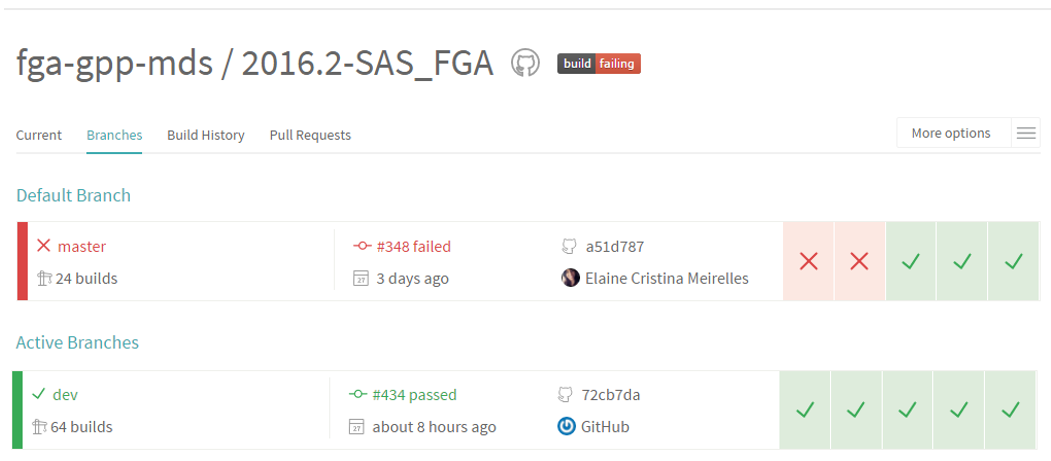 fga-gpp-mds / 2016.2-SAS_FGA build failing
Current Branches Build History Pull Requests More options
Default Branch
master #348 failed a51d787
24 builds 27 3 days ago Elaine Cristina Meirelles
Active Branches
dev #434 passed 72cb7da
64 builds 27 about 8 hours ago GitHub